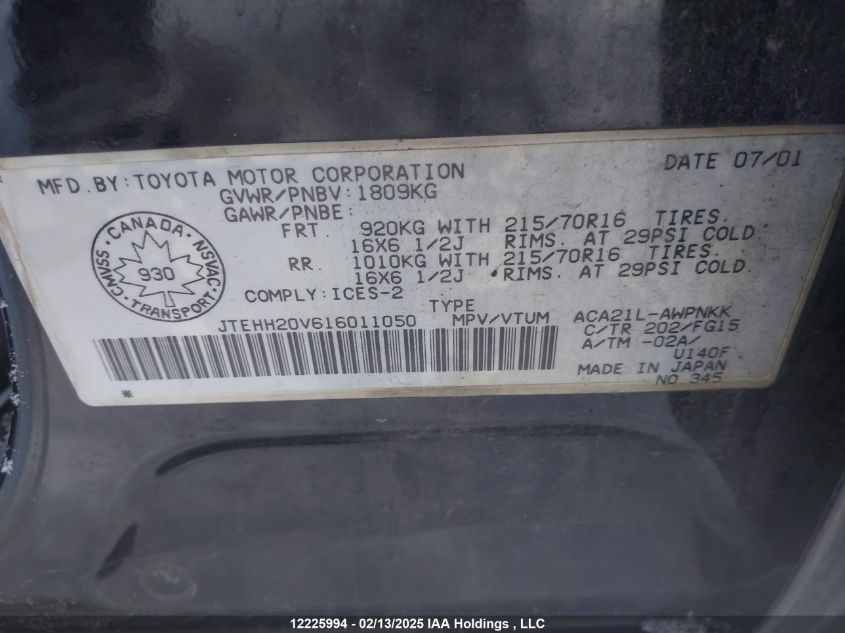 MFD.BY:TOYOTA MOTOR CORPORATION DATE 07/01
GVWR/PNBV:1809KG
GAWR/PNBE:
FRT. 920KG WITH 215/70R16 TIRES.
16X6 1/2J RIMS. AT 29PSI COLD.
RR. 1010KG WITH 215/70R16 TIRES.
16X6 1/2J RIMS. AT 29PSI COLD.
COMPLY:ICES-2
CANADA
CMVSS NSVAC
930
TRANSPORT
TYPE
JTEHH20V616011050 MPV/VTUM ACA21L-AWPNKK
C/TR 202/FG15
A/TM -02A/
U140F
MADE IN JAPAN
NO.345
*
12225994 - 02/13/2025 IAA Holdings , LLC